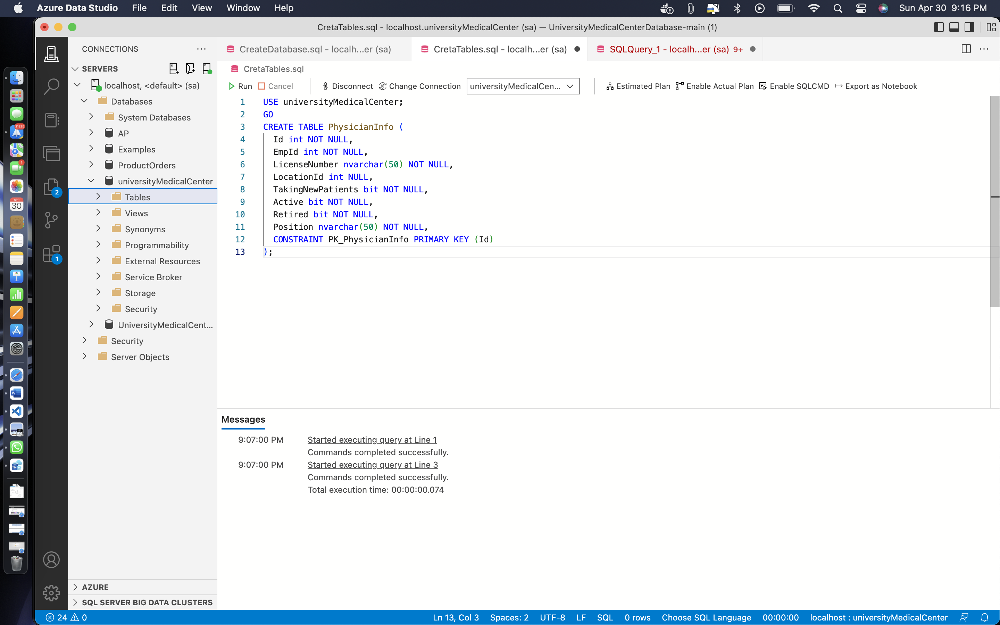 Azure Data Studio File Edit View Window Help Sun Apr 30 9:16 PM
CretaTables.sql - localhost.universityMedicalCenter (sa) — UniversityMedicalCenterDatabase-main (1)
CONNECTIONS
CreateDatabase.sql - localh...er (sa)
CretaTables.sql - localh...er (sa)
SQLQuery_1 - localh...er (sa) 9+
SERVERS
CretaTables.sql
localhost, <default> (sa)
Run Cancel Disconnect Change Connection universityMedicalCen... Estimated Plan Enable Actual Plan Enable SQLCMD Export as Notebook
Databases
System Databases
AP
Examples
ProductOrders
universityMedicalCenter
Tables
Views
Synonyms
Programmability
External Resources
Service Broker
Storage
Security
UniversityMedicalCent...
Security
Server Objects
AZURE
SQL SERVER BIG DATA CLUSTERS
1 USE universityMedicalCenter;
2 GO
3 CREATE TABLE PhysicianInfo (
4 Id int NOT NULL,
5 EmpId int NOT NULL,
6 LicenseNumber nvarchar(50) NOT NULL,
7 LocationId int NULL,
8 TakingNewPatients bit NOT NULL,
9 Active bit NOT NULL,
10 Retired bit NOT NULL,
11 Position nvarchar(50) NOT NULL,
12 CONSTRAINT PK_PhysicianInfo PRIMARY KEY (Id)
13 );
Messages
9:07:00 PM Started executing query at Line 1
Commands completed successfully.
9:07:00 PM Started executing query at Line 3
Commands completed successfully.
Total execution time: 00:00:00.074
2
1
21225
1
APR
30
W
24 0 Ln 13, Col 3 Spaces: 2 UTF-8 LF SQL 0 rows Choose SQL Language 00:00:00 localhost : universityMedicalCenter